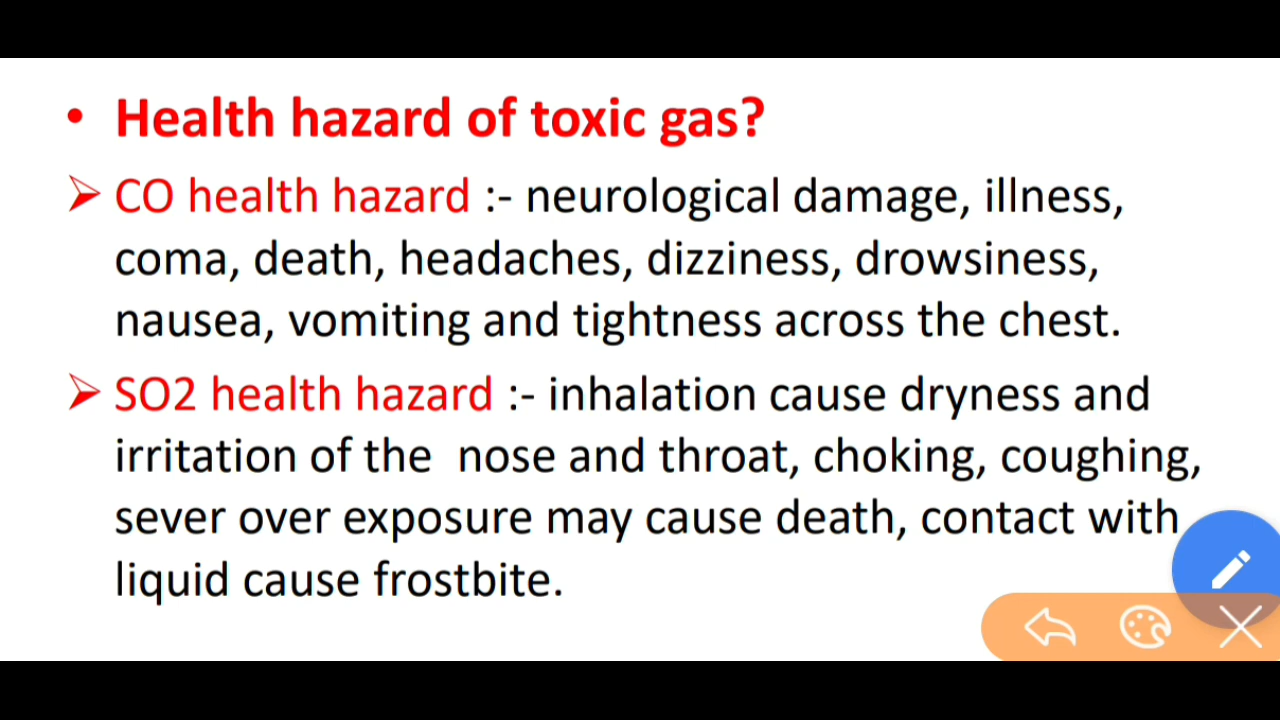 • Health hazard of toxic gas?
➢ CO health hazard :- neurological damage, illness,
coma, death, headaches, dizziness, drowsiness,
nausea, vomiting and tightness across the chest.
➢ SO2 health hazard :- inhalation cause dryness and
irritation of the  nose and throat, choking, coughing,
sever over exposure may cause death, contact with
liquid cause frostbite.